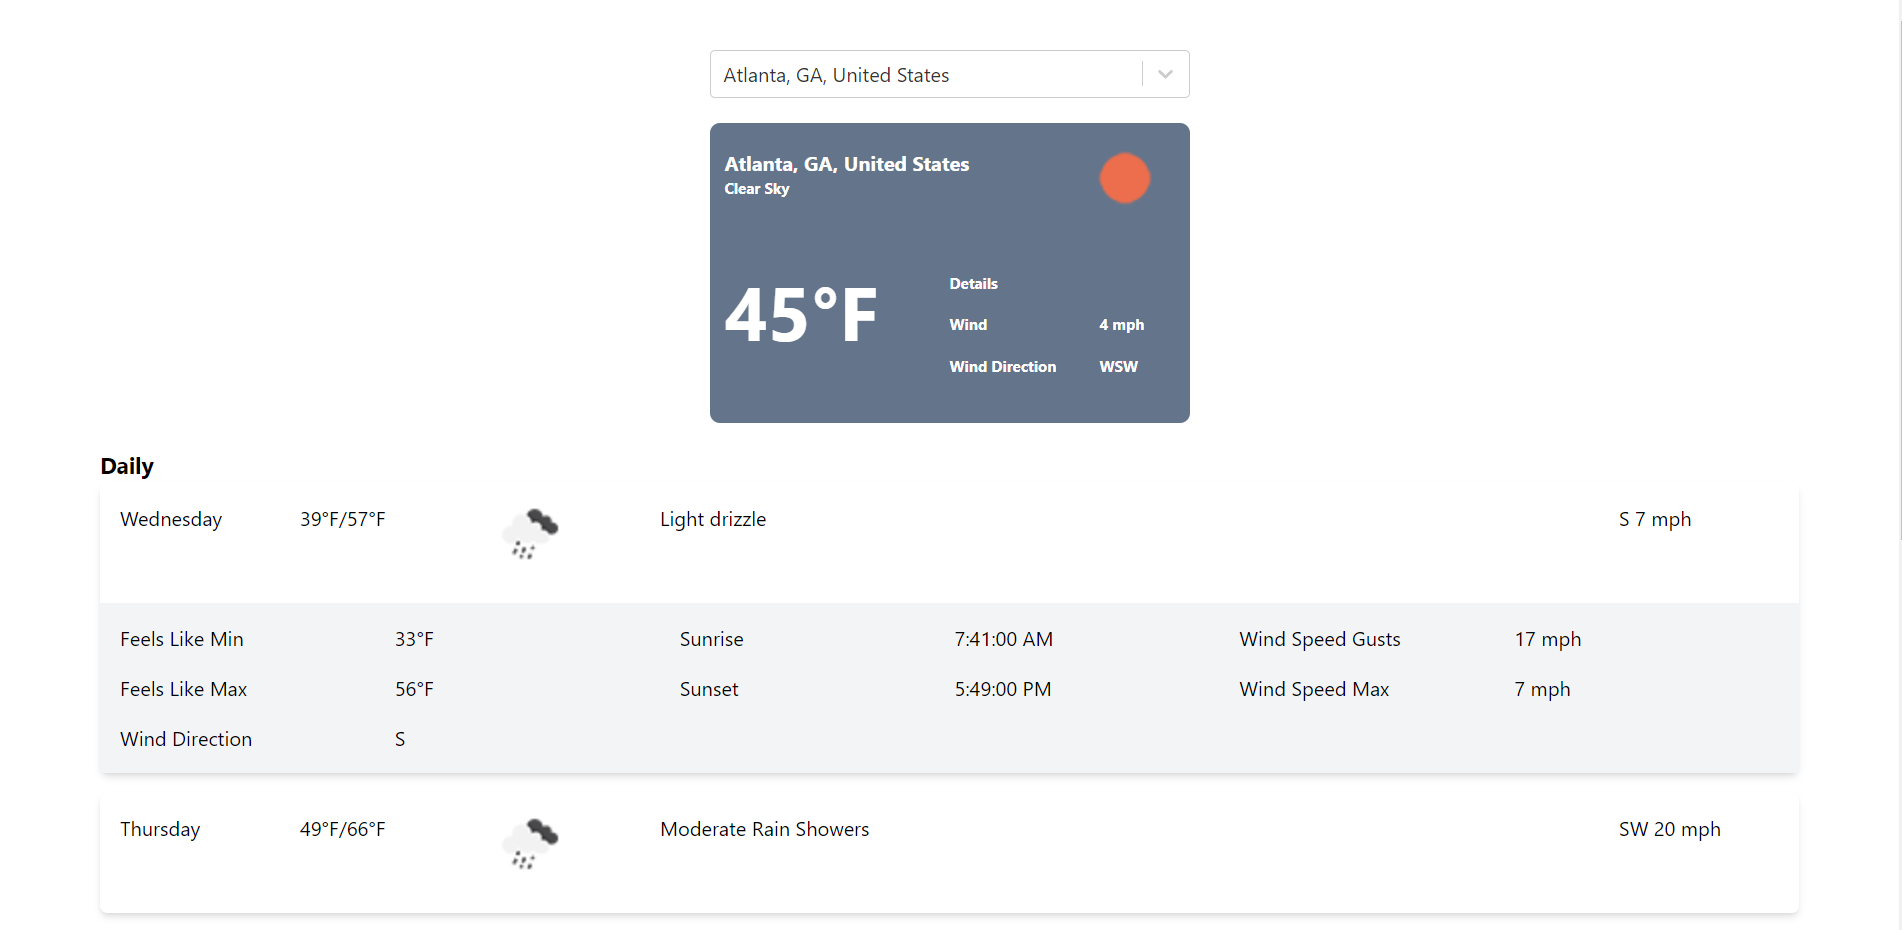 Atlanta, GA, United States
Atlanta, GA, United States
Clear Sky
45°F
Details
Wind 4 mph
Wind Direction WSW
Daily
Wednesday 39°F/57°F Light drizzle S 7 mph
Feels Like Min 33°F Sunrise 7:41:00 AM Wind Speed Gusts 17 mph
Feels Like Max 56°F Sunset 5:49:00 PM Wind Speed Max 7 mph
Wind Direction S
Thursday 49°F/66°F Moderate Rain Showers SW 20 mph